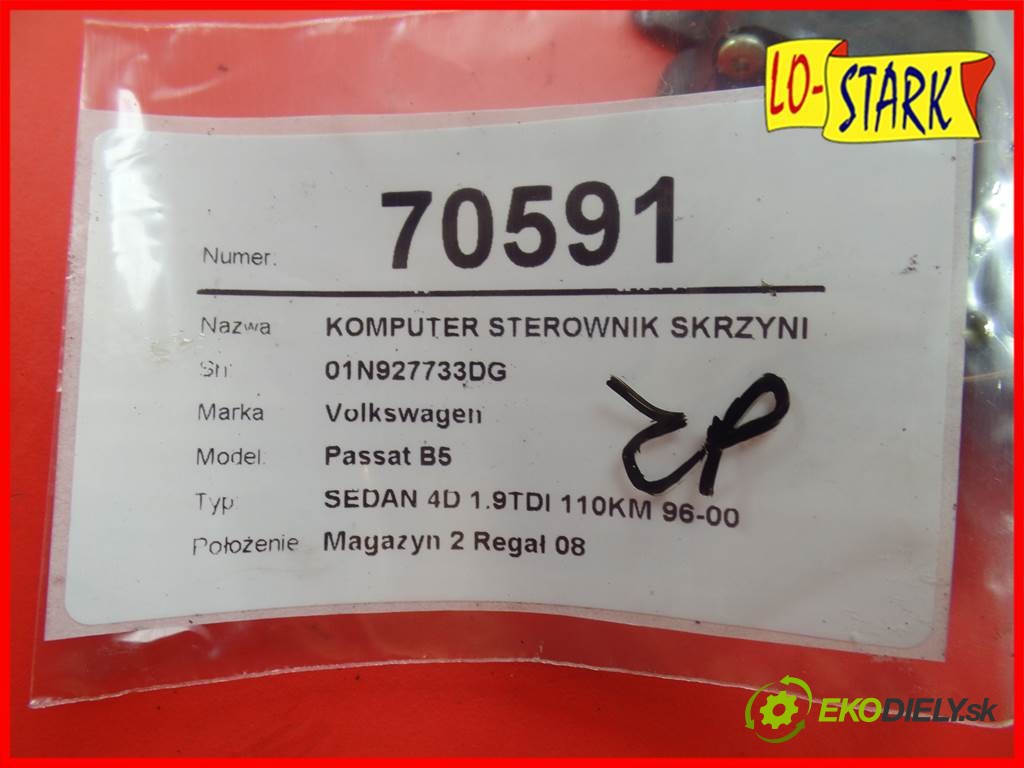 LO-STARK
Numer: 70591
Nazwa KOMPUTER STEROWNIK SKRZYNI
Sn: 01N927733DG
Marka Volkswagen
Model: Passat B5
Typ: SEDAN 4D 1.9TDI 110KM 96-00
Położenie Magazyn 2 Regał 08
EKODIELY.sk